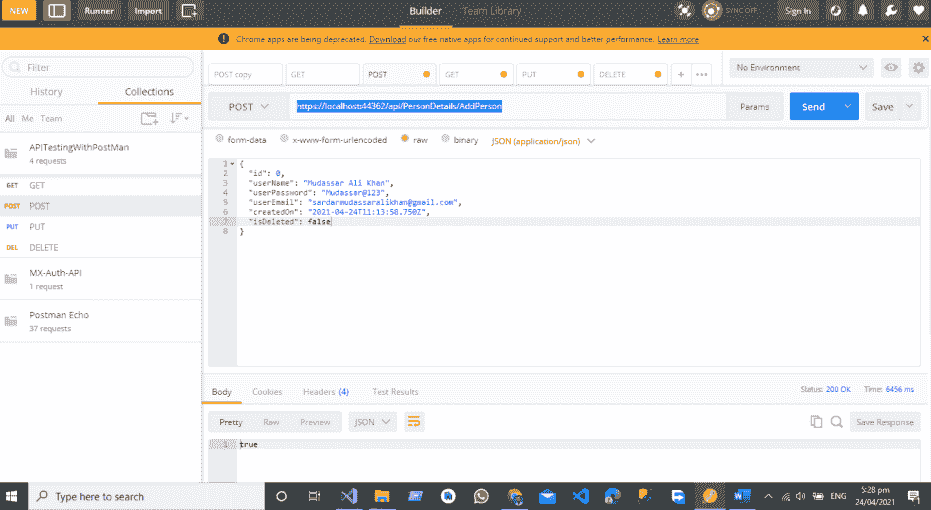 NEW Runner Import Builder Team Library SYNC OFF Sign In
Chrome apps are being deprecated. Download our free native apps for continued support and better performance. Learn more
Filter
History Collections
All Me Team
APITestingWithPostMan
4 requests
GET GET
POST POST
PUT PUT
DEL DELETE
MX-Auth-API
1 request
Postman Echo
37 requests
POST copy GET POST GET PUT DELETE + ••• No Environment
POST https://localhost:44362/api/PersonDetails/AddPerson Params Send Save
form-data x-www-form-urlencoded raw binary JSON (application/json)
1 {
2 "id": 0,
3 "userName": "Mudassar Ali Khan",
4 "userPassword": "Mudassar@123",
5 "userEmail": "sardarmudassaralikhan@gmail.com",
6 "createdOn": "2021-04-24T11:13:58.750Z",
7 "isDeleted": false
8 }
Body Cookies Headers (4) Test Results Status: 200 OK Time: 6456 ms
Pretty Raw Preview JSON Save Response
1 true
Type here to search ENG 5:28 pm
24/04/2021